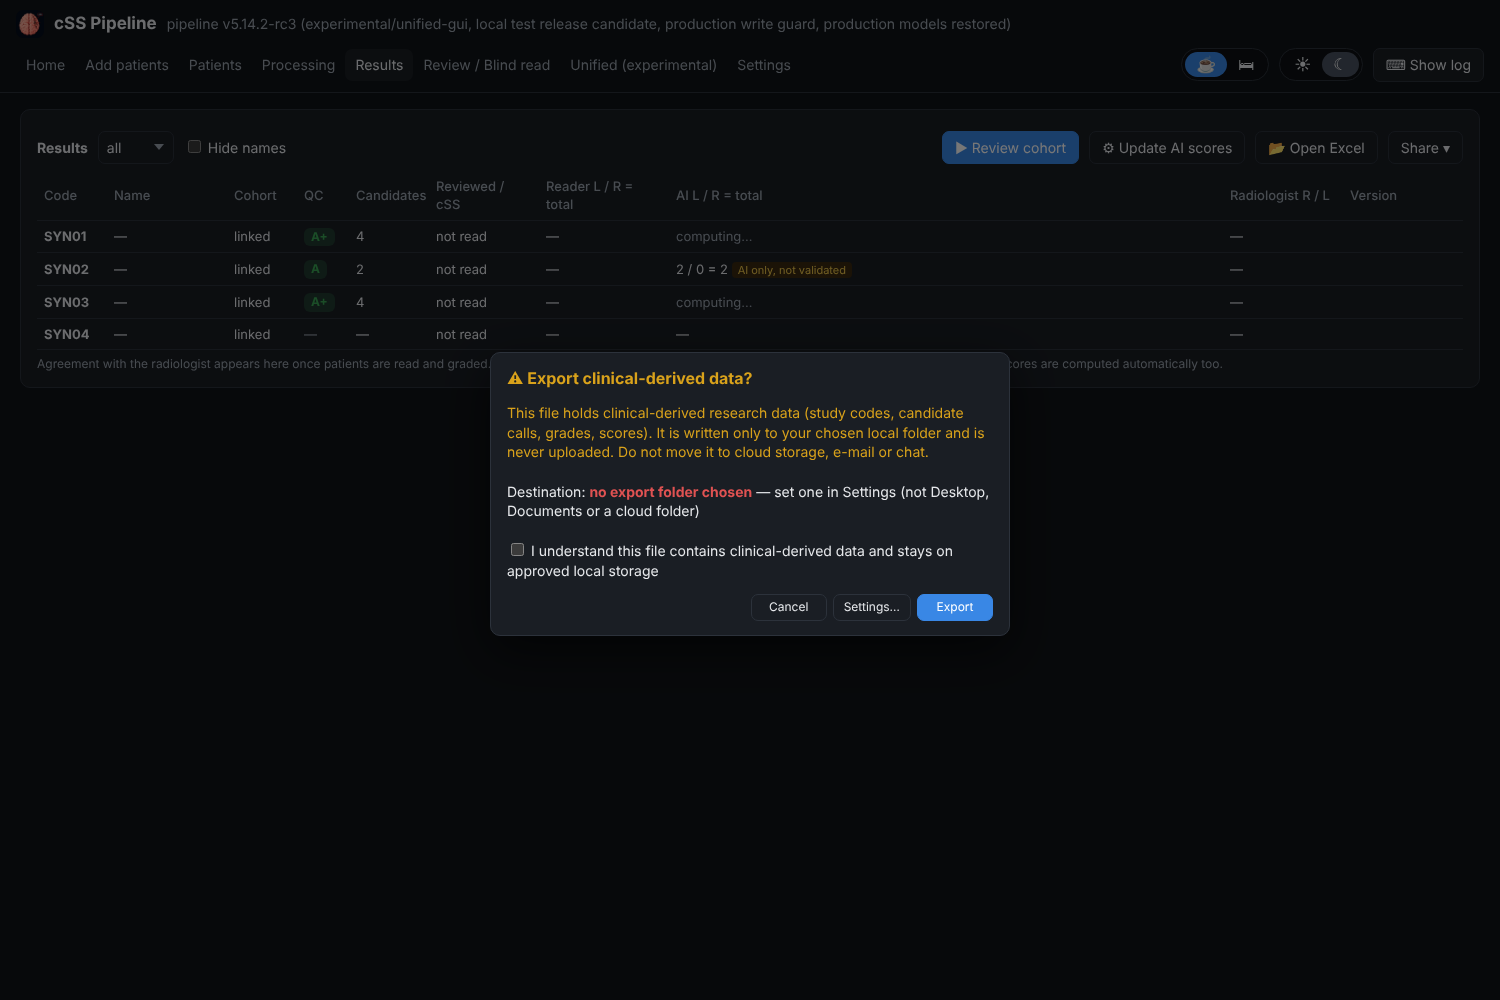 cSS Pipeline pipeline v5.14.2-rc3 (experimental/unified-gui, local test release candidate, production write guard, production models restored)
Home Add patients Patients Processing Results Review / Blind read Unified (experimental) Settings Show log
Results all Hide names Review cohort Update AI scores Open Excel Share ▾
Code Name Cohort QC Candidates Reviewed / cSS Reader L / R = total AI L / R = total Radiologist R / L Version
SYN01 — linked A+ 4 not read — computing... —
SYN02 — linked A 2 not read — 2 / 0 = 2 AI only, not validated —
SYN03 — linked A+ 4 not read — computing... —
SYN04 — linked — — not read — — —
Agreement with the radiologist appears here once patients are read and graded. cores are computed automatically too.
⚠ Export clinical-derived data?
This file holds clinical-derived research data (study codes, candidate
calls, grades, scores). It is written only to your chosen local folder and is
never uploaded. Do not move it to cloud storage, e-mail or chat.
Destination: no export folder chosen — set one in Settings (not Desktop,
Documents or a cloud folder)
I understand this file contains clinical-derived data and stays on
approved local storage
Cancel Settings... Export